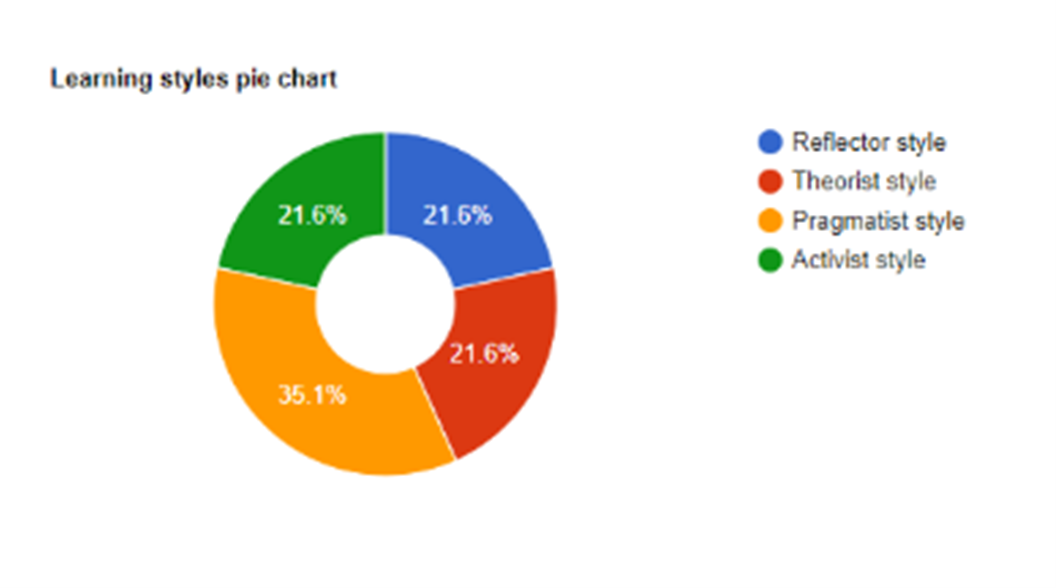 Learning styles pie chart
Reflector style
Theorist style
Pragmatist style
Activist style
21.6%
21.6%
21.6%
35.1%